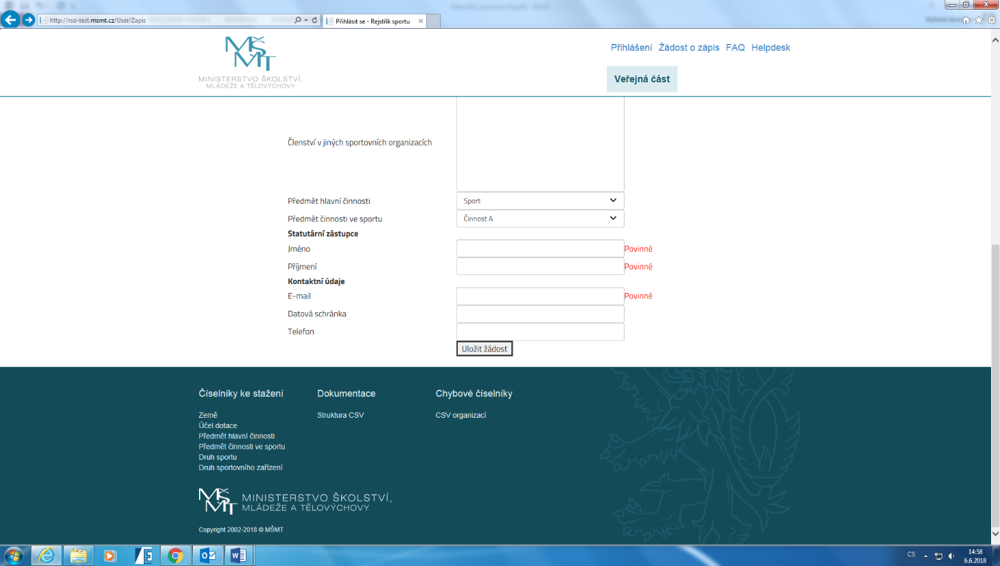 http://rso-test.msmt.cz/User/Zapis
Přihlásit se - Rejstřík sportu
MŠMT
MINISTERSTVO ŠKOLSTVÍ,
MLÁDEŽE A TĚLOVÝCHOVY
Přihlášení Žádost o zápis FAQ Helpdesk
Veřejná část
Členství v jiných sportovních organizacích
Předmět hlavní činnosti Sport
Předmět činnosti ve sportu Činnost A
Statutární zástupce
Jméno Povinné
Příjmení Povinné
Kontaktní údaje
E-mail Povinné
Datová schránka
Telefon
Uložit žádost
Číselníky ke stažení
Země
Účel dotace
Předmět hlavní činnosti
Předmět činnosti ve sportu
Druh sportu
Druh sportovního zařízení
Dokumentace
Struktura CSV
Chybové číselníky
CSV organizací
MŠMT
MINISTERSTVO ŠKOLSTVÍ,
MLÁDEŽE A TĚLOVÝCHOVY
Copyright 2002-2018 © MŠMT
CS
14:58
6.6.2018